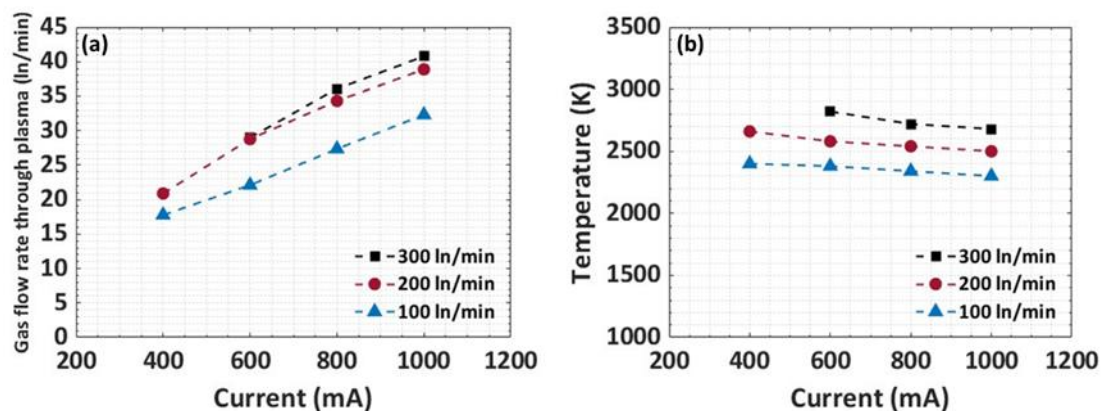 (a)
Gas flow rate through plasma (ln/min)
45
40
35
30
25
20
15
10
5
0
300 ln/min
200 ln/min
100 ln/min
200 400 600 800 1000 1200
Current (mA)
(b)
Temperature (K)
3500
3000
2500
2000
1500
1000
300 ln/min
200 ln/min
100 ln/min
200 400 600 800 1000 1200
Current (mA)